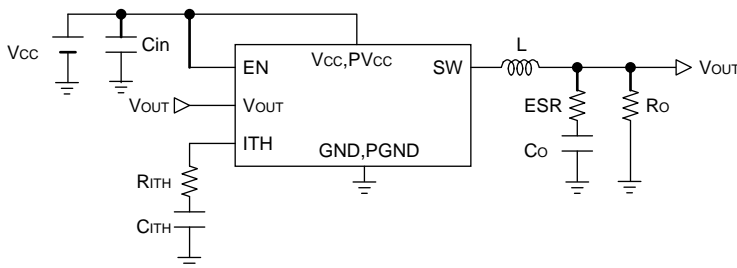 Vcc
Cin
EN
Vcc,PVcc
SW
L
VOUT
VOUT
VOUT
ESR
RO
CO
ITH
GND,PGND
RITH
CITH